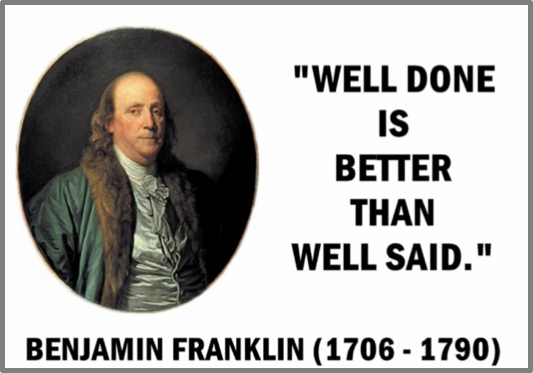 "WELL DONE
IS
BETTER
THAN
WELL SAID."
BENJAMIN FRANKLIN (1706 - 1790)